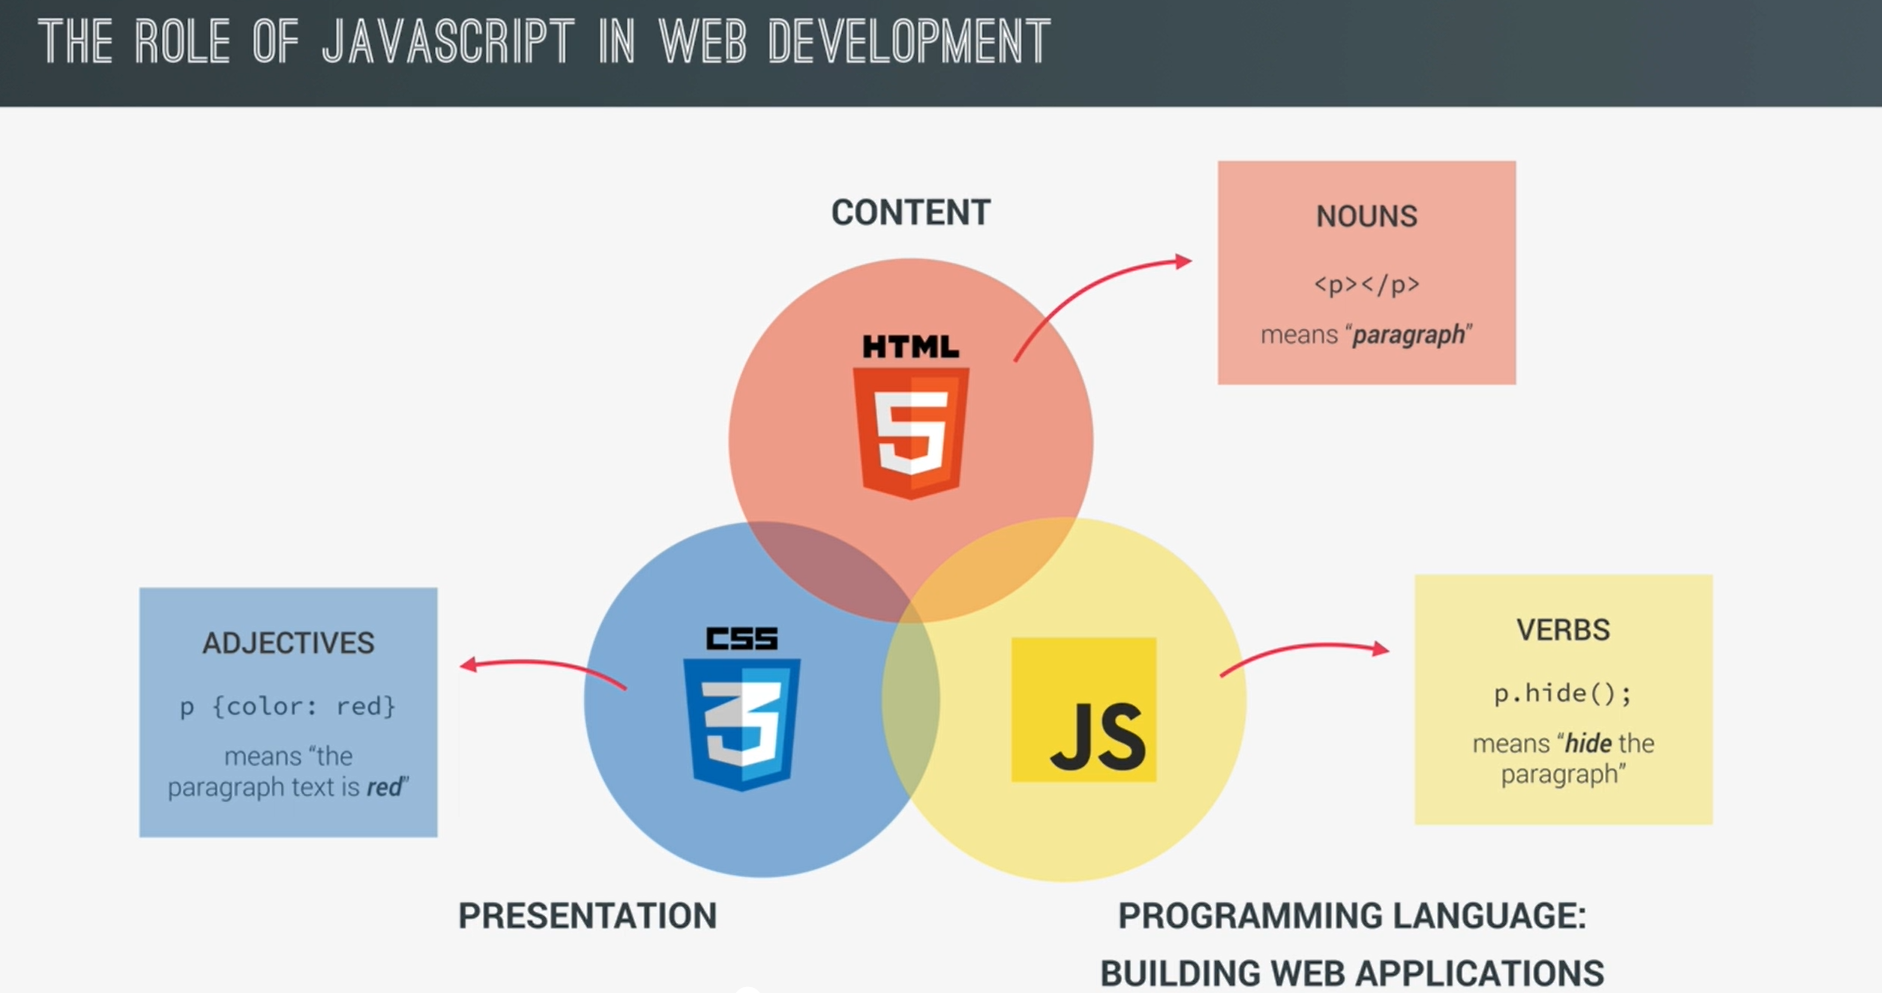 THE ROLE OF JAVASCRIPT IN WEB DEVELOPMENT
CONTENT
NOUNS
<p></p>
means “paragraph”
HTML
5
ADJECTIVES
p {color: red}
means “the
paragraph text is red”
CSS
3
JS
VERBS
p.hide();
means “hide the
paragraph”
PRESENTATION
PROGRAMMING LANGUAGE:
BUILDING WEB APPLICATIONS